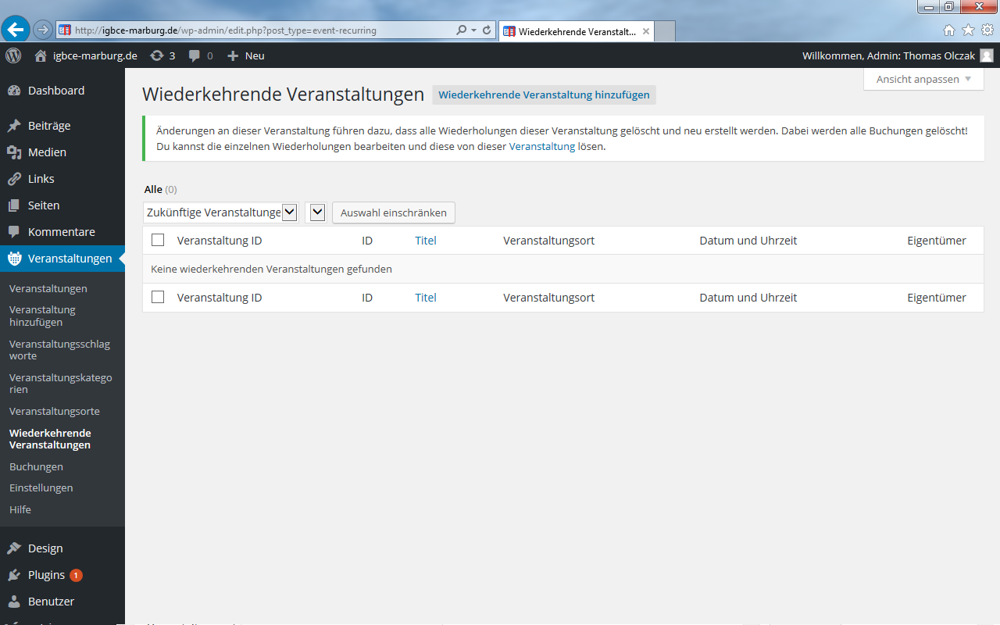 http://igbce-marburg.de/wp-admin/edit.php?post_type=event-recurring
Wiederkehrende Veranstalt...
igbce-marburg.de
3
0
Neu
Willkommen, Admin: Thomas Olczak
Dashboard
Beiträge
Medien
Links
Seiten
Kommentare
Veranstaltungen
Veranstaltungen
Veranstaltung
hinzufügen
Veranstaltungsschlag
worte
Veranstaltungskatego
rien
Veranstaltungsorte
Wiederkehrende
Veranstaltungen
Buchungen
Einstellungen
Hilfe
Design
Plugins 1
Benutzer
Ansicht anpassen
Wiederkehrende Veranstaltungen
Wiederkehrende Veranstaltung hinzufügen
Änderungen an dieser Veranstaltung führen dazu, dass alle Wiederholungen dieser Veranstaltung gelöscht und neu erstellt werden. Dabei werden alle Buchungen gelöscht!
Du kannst die einzelnen Wiederholungen bearbeiten und diese von dieser Veranstaltung lösen.
Alle (0)
Zukünftige Veranstaltunge
Auswahl einschränken
Veranstaltung ID ID Titel Veranstaltungsort Datum und Uhrzeit Eigentümer
Keine wiederkehrenden Veranstaltungen gefunden
Veranstaltung ID ID Titel Veranstaltungsort Datum und Uhrzeit Eigentümer